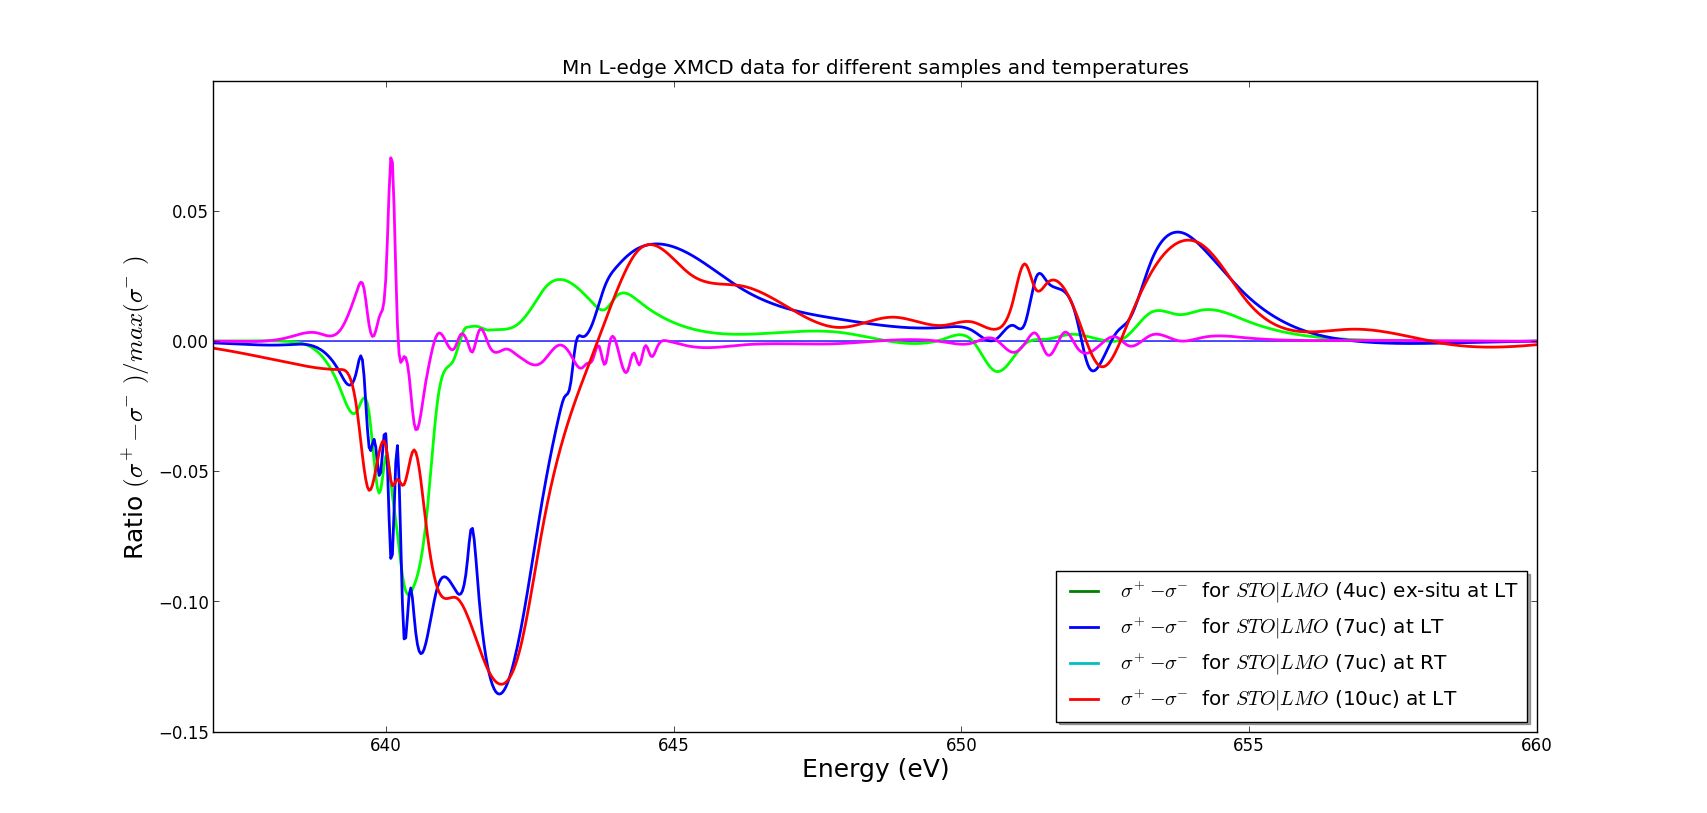 Mn L-edge XMCD data for different samples and temperatures
Ratio (σ⁺ −σ⁻ )/max(σ⁻ )
0.05
0.00
−0.05
−0.10
−0.15
640
645
650
655
660
Energy (eV)
σ⁺ −σ⁻ for STO|LMO (4uc) ex-situ at LT
σ⁺ −σ⁻ for STO|LMO (7uc) at LT
σ⁺ −σ⁻ for STO|LMO (7uc) at RT
σ⁺ −σ⁻ for STO|LMO (10uc) at LT